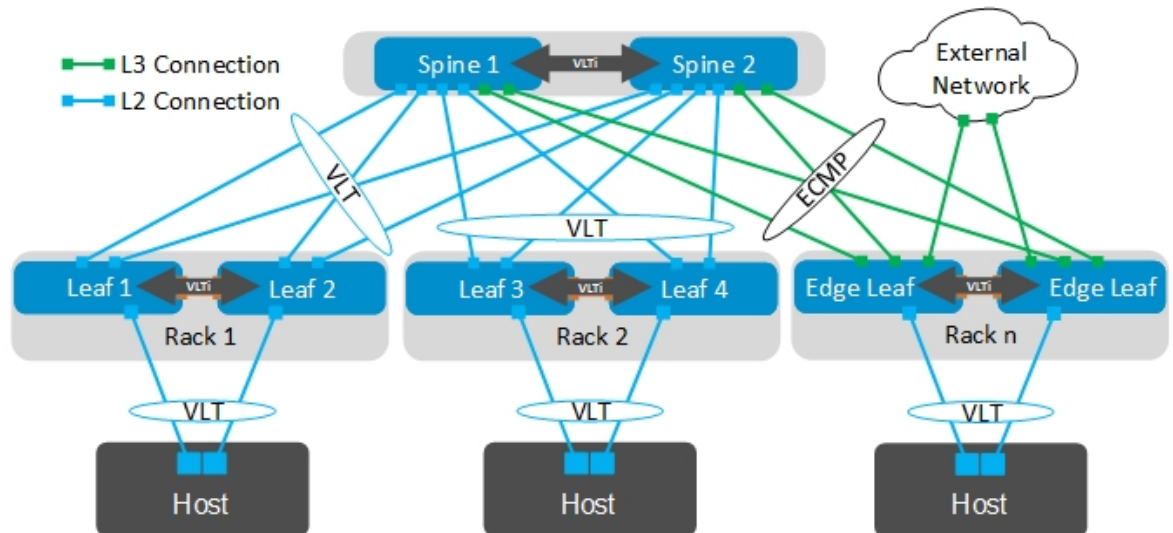 L3 Connection
L2 Connection
Spine 1
VLTi
Spine 2
External
Network
VLT
VLT
ECMP
Leaf 1
VLTi
Leaf 2
Rack 1
Leaf 3
VLTi
Leaf 4
Rack 2
Edge Leaf
VLTi
Edge Leaf
Rack n
VLT
VLT
VLT
Host
Host
Host